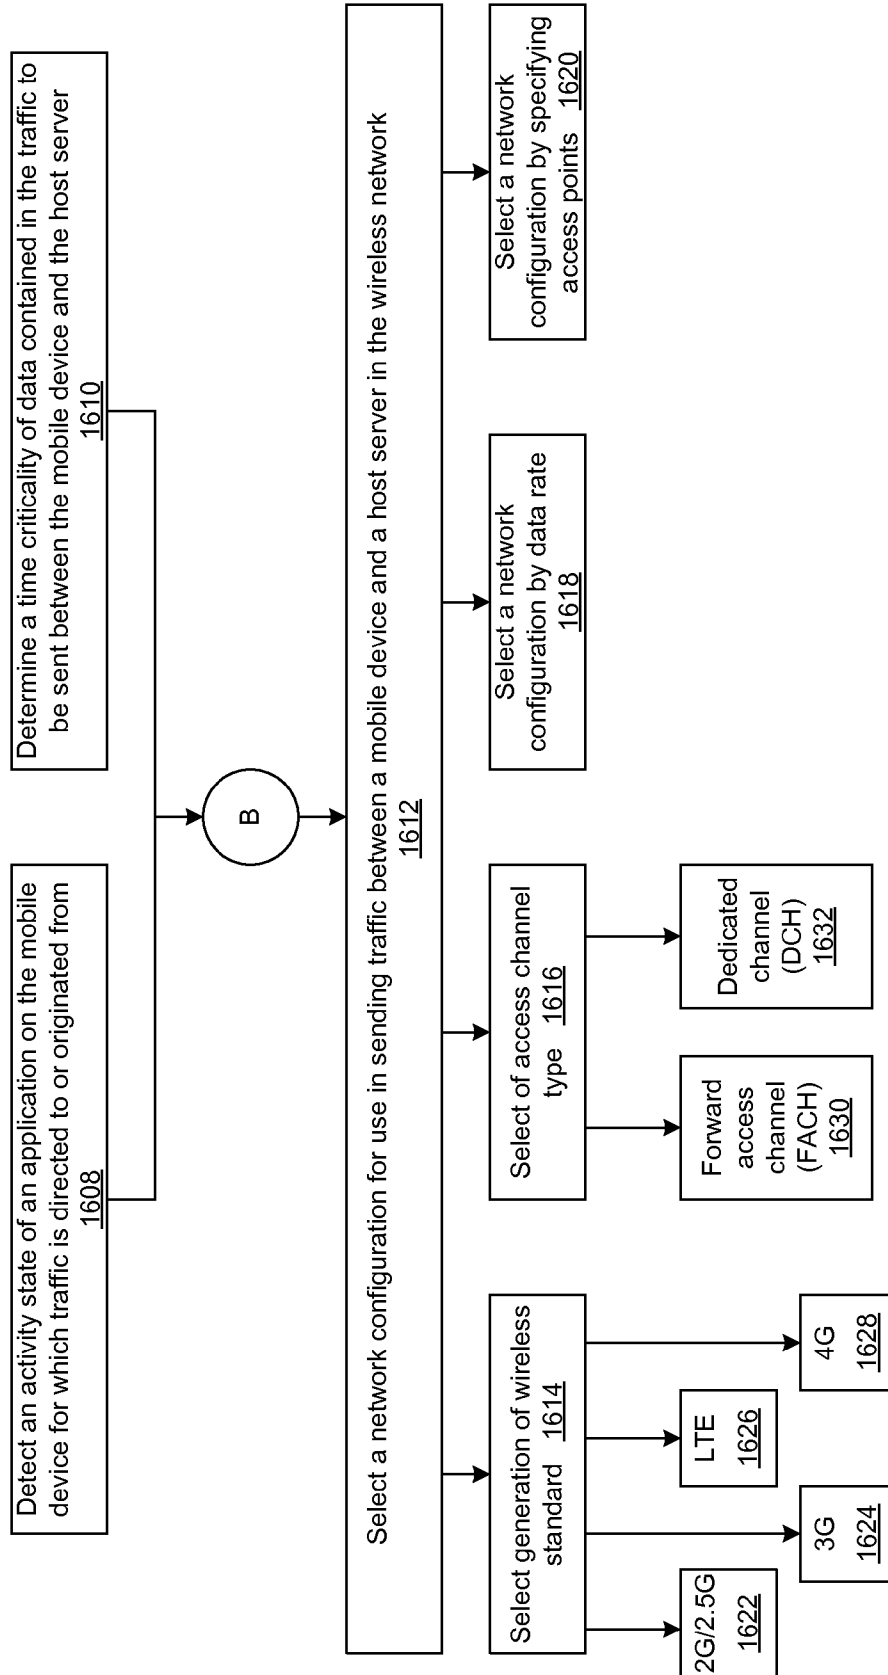 Detect an activity state of an application on the mobile
device for which traffic is directed to or originated from
1608
Determine a time criticality of data contained in the traffic to
be sent between the mobile device and the host server
1610
B
Select a network configuration for use in sending traffic between a mobile device and a host server in the wireless network
1612
Select generation of wireless
standard 1614
Select of access channel
type 1616
Select a network
configuration by data rate
1618
Select a network
configuration by specifying
access points 1620
2G/2.5G
1622
3G
1624
LTE
1626
4G
1628
Forward
access
channel
(FACH)
1630
Dedicated
channel
(DCH)
1632